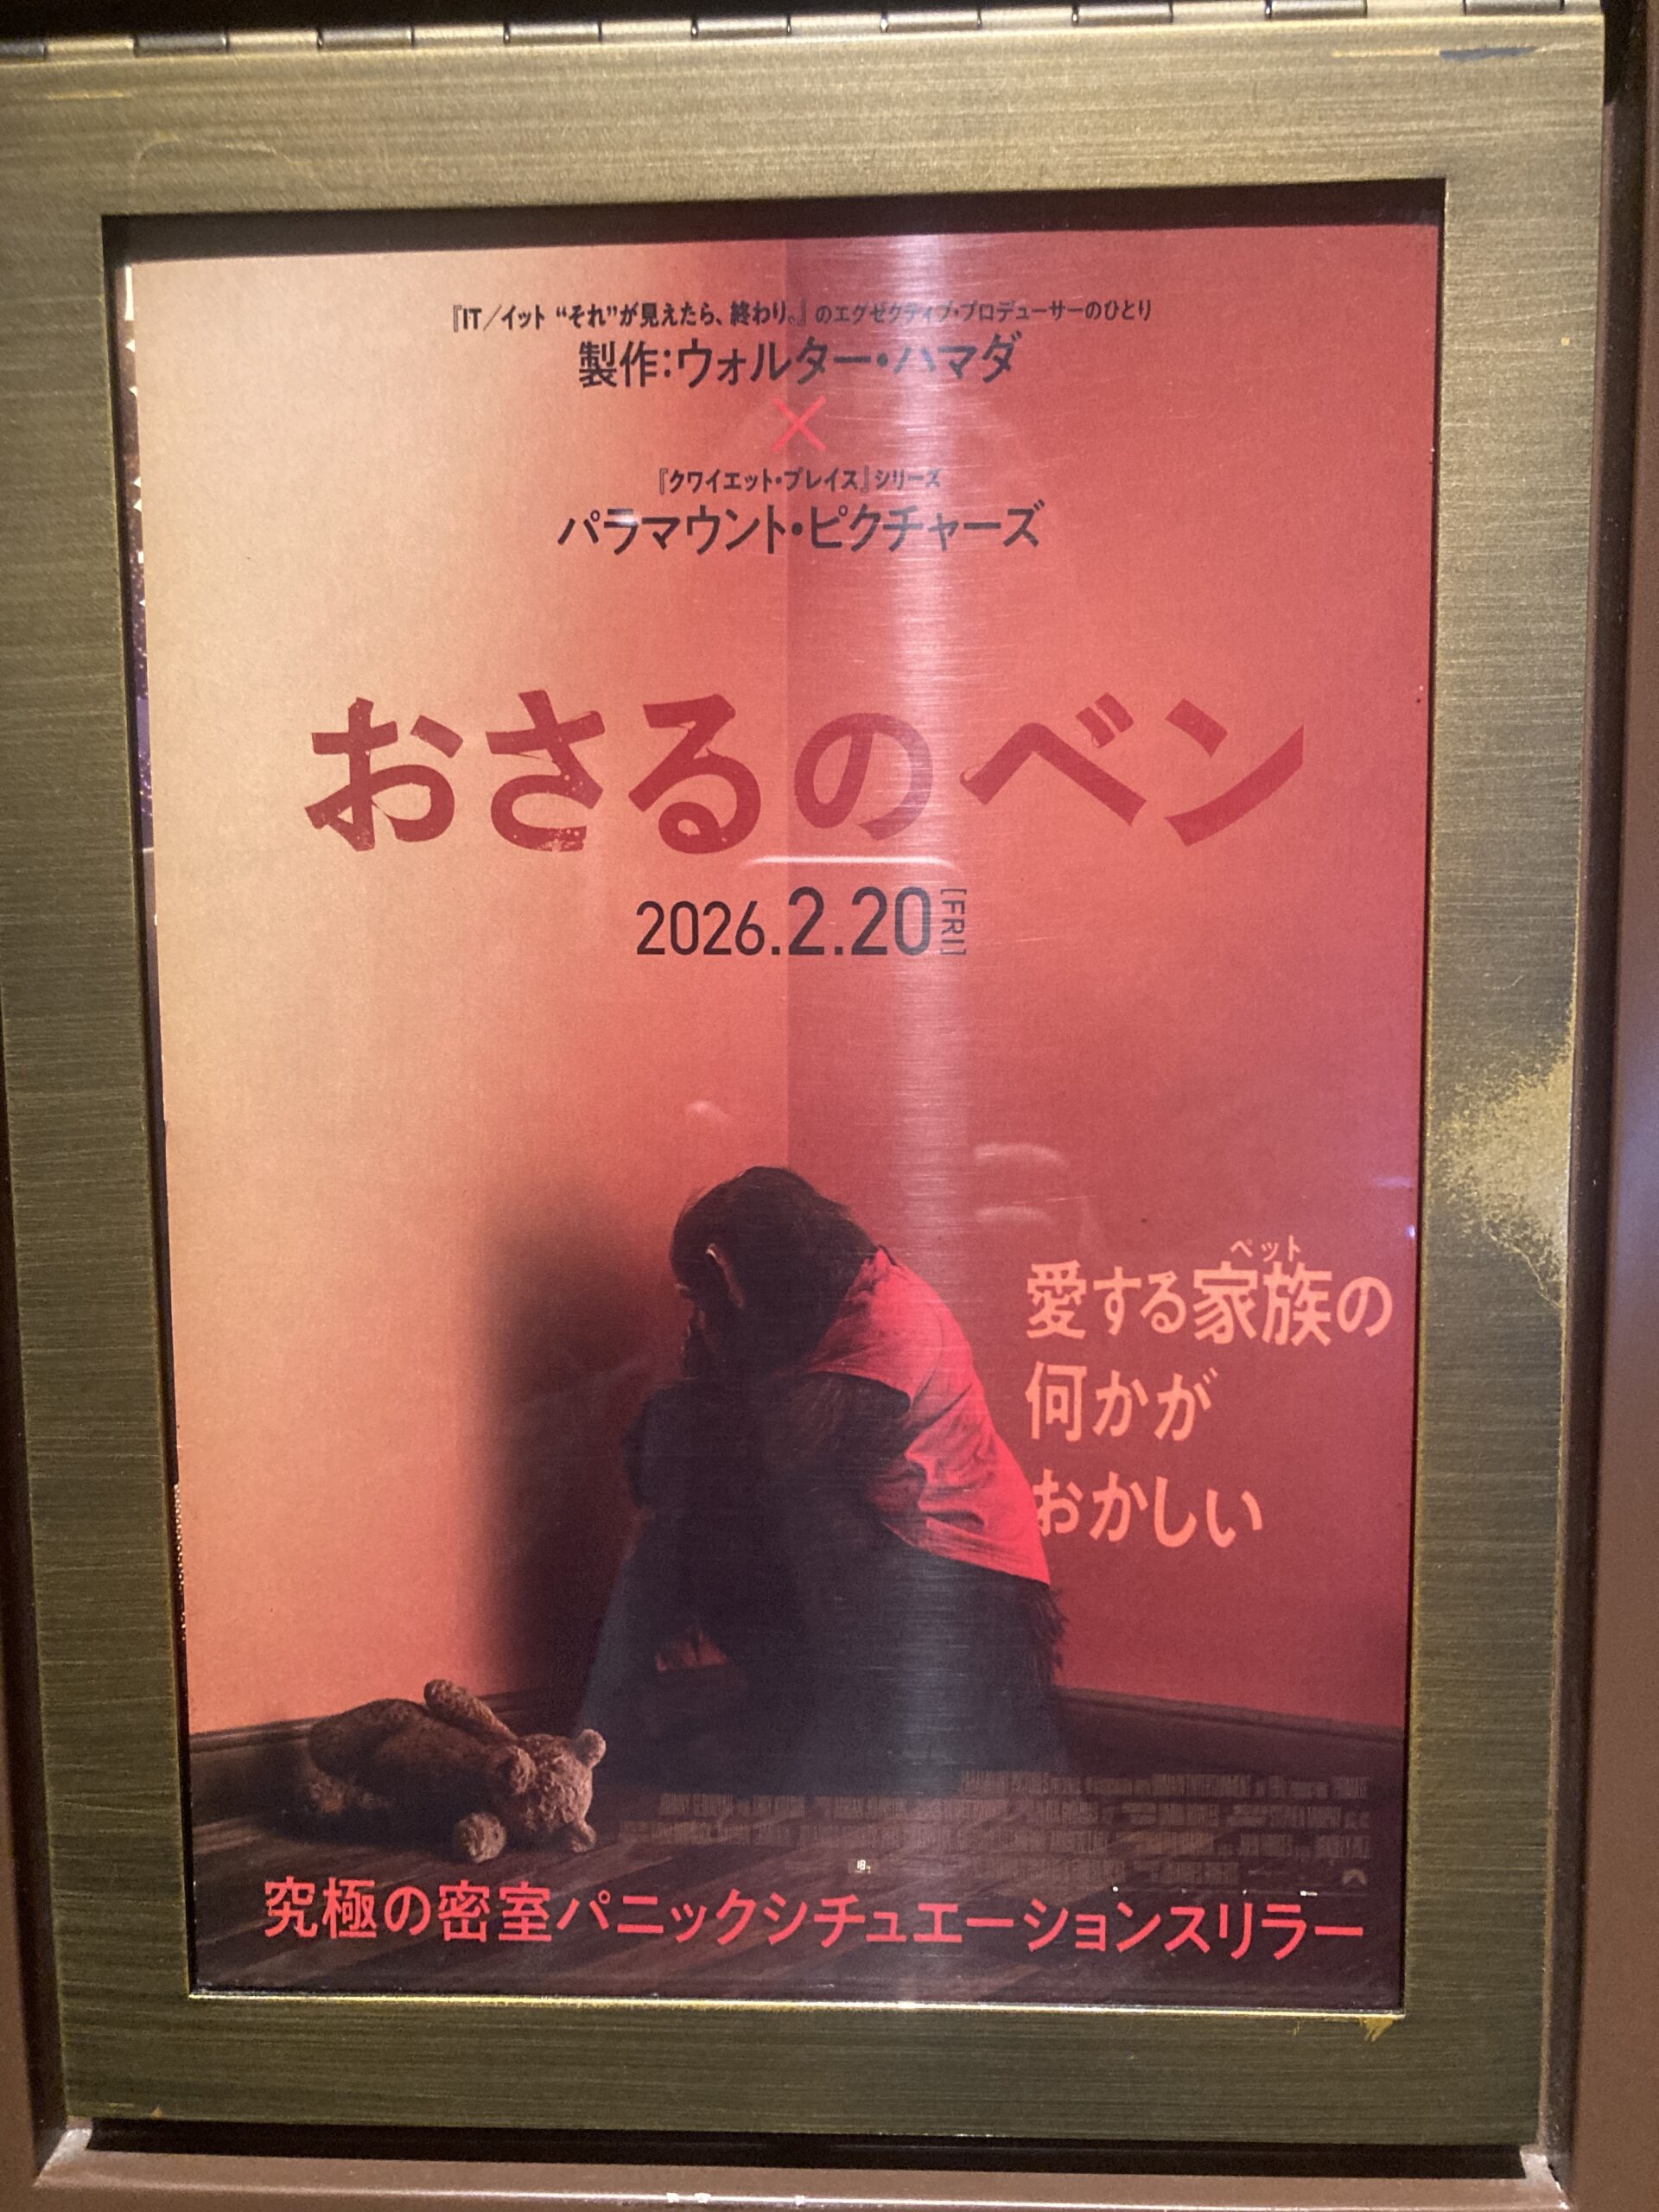 『IT/イット “それ”が見えたら、終わり。』のエグゼクティブ・プロデューサーのひとり
製作:ウォルター・ハマダ
×
『クワイエット・プレイス』シリーズ
パラマウント・ピクチャーズ
おさるのベン
2026.2.20[FRI]
ペット
愛する家族の
何かが
おかしい
究極の密室パニックシチュエーションスリラー